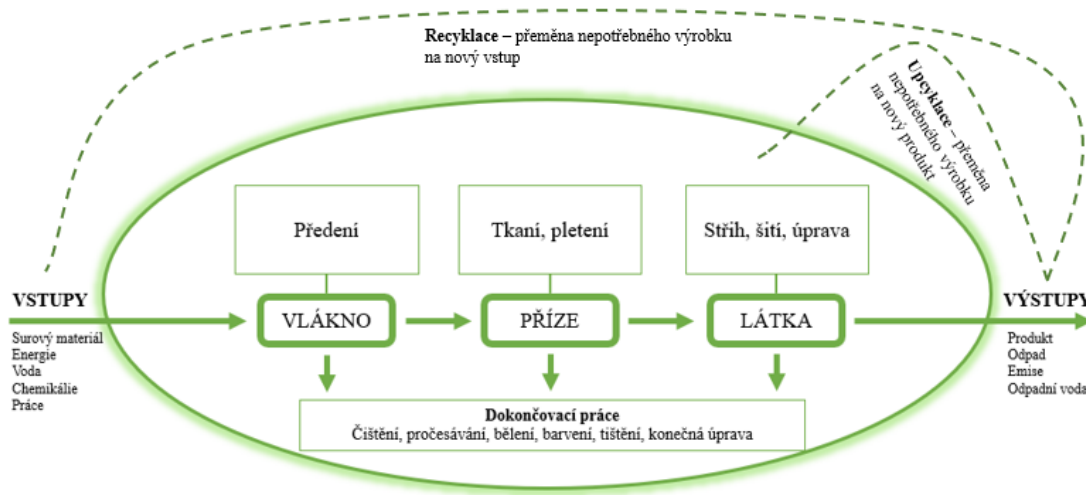 Recyklace – přeměna nepotřebného výrobku
na nový vstup
Upcyklace – přeměna
nepotřebného výrobku
na nový produkt
Předení
Tkaní, pletení
Střih, šití, úprava
VSTUPY
VLÁKNO
PŘÍZE
LÁTKA
VÝSTUPY
Surový materiál
Energie
Voda
Chemikálie
Práce
Produkt
Odpad
Emise
Odpadní voda
Dokončovací práce
Čištění, pročesávání, bělení, barvení, tištění, konečná úprava